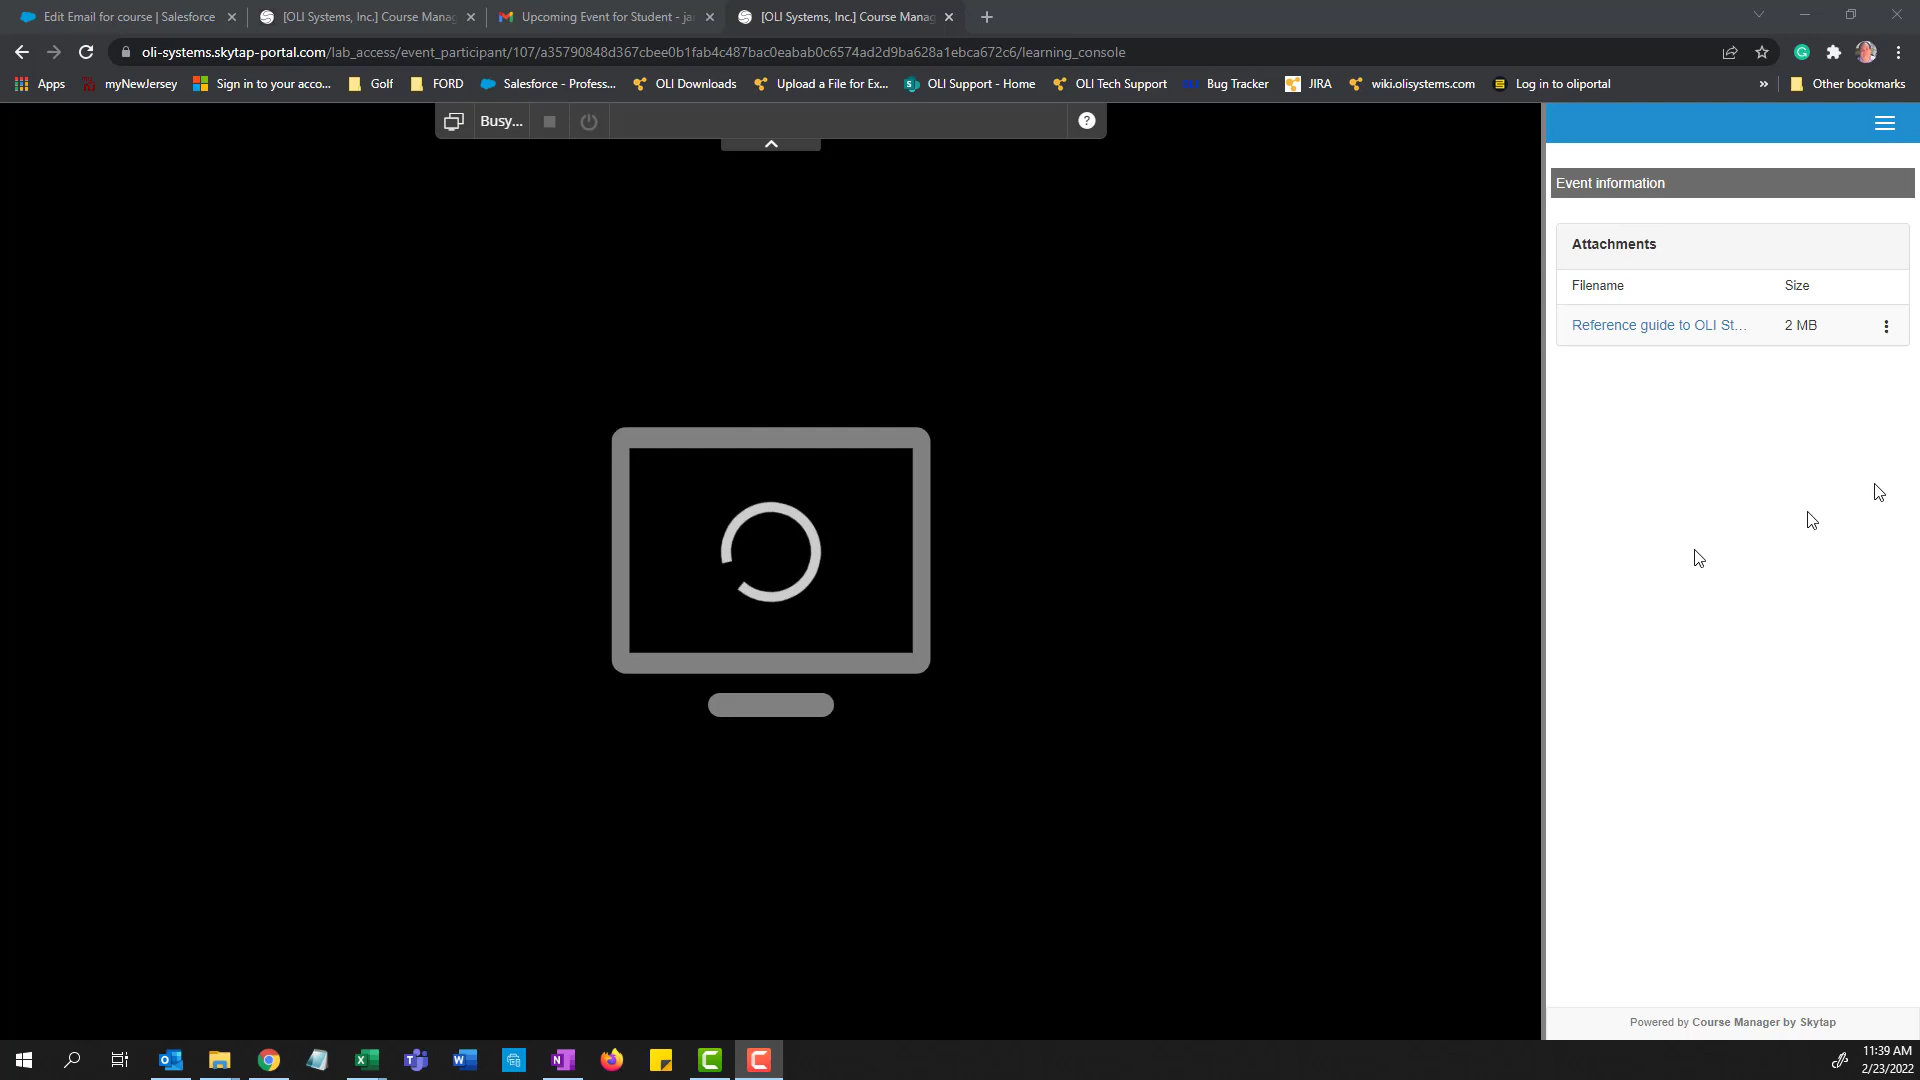 Edit Email for course | Salesforce
[OLI Systems, Inc.] Course Manag
Upcoming Event for Student - ja
[OLI Systems, Inc.] Course Manag
oli-systems.skytap-portal.com/lab_access/event_participant/107/a35790848d367cbee0b1fab4c487bac0eabab0c6574ad2d9ba628a1ebca672c6/learning_console
Apps
myNewJersey
Sign in to your acco...
Golf
FORD
Salesforce - Profess...
OLI Downloads
Upload a File for Ex...
OLI Support - Home
OLI Tech Support
Bug Tracker
JIRA
wiki.olisystems.com
Log in to oliportal
»
Other bookmarks
Busy...
?
Event information
Attachments
Filename Size
Reference guide to OLI St... 2 MB
Powered by Course Manager by Skytap
11:39 AM
2/23/2022